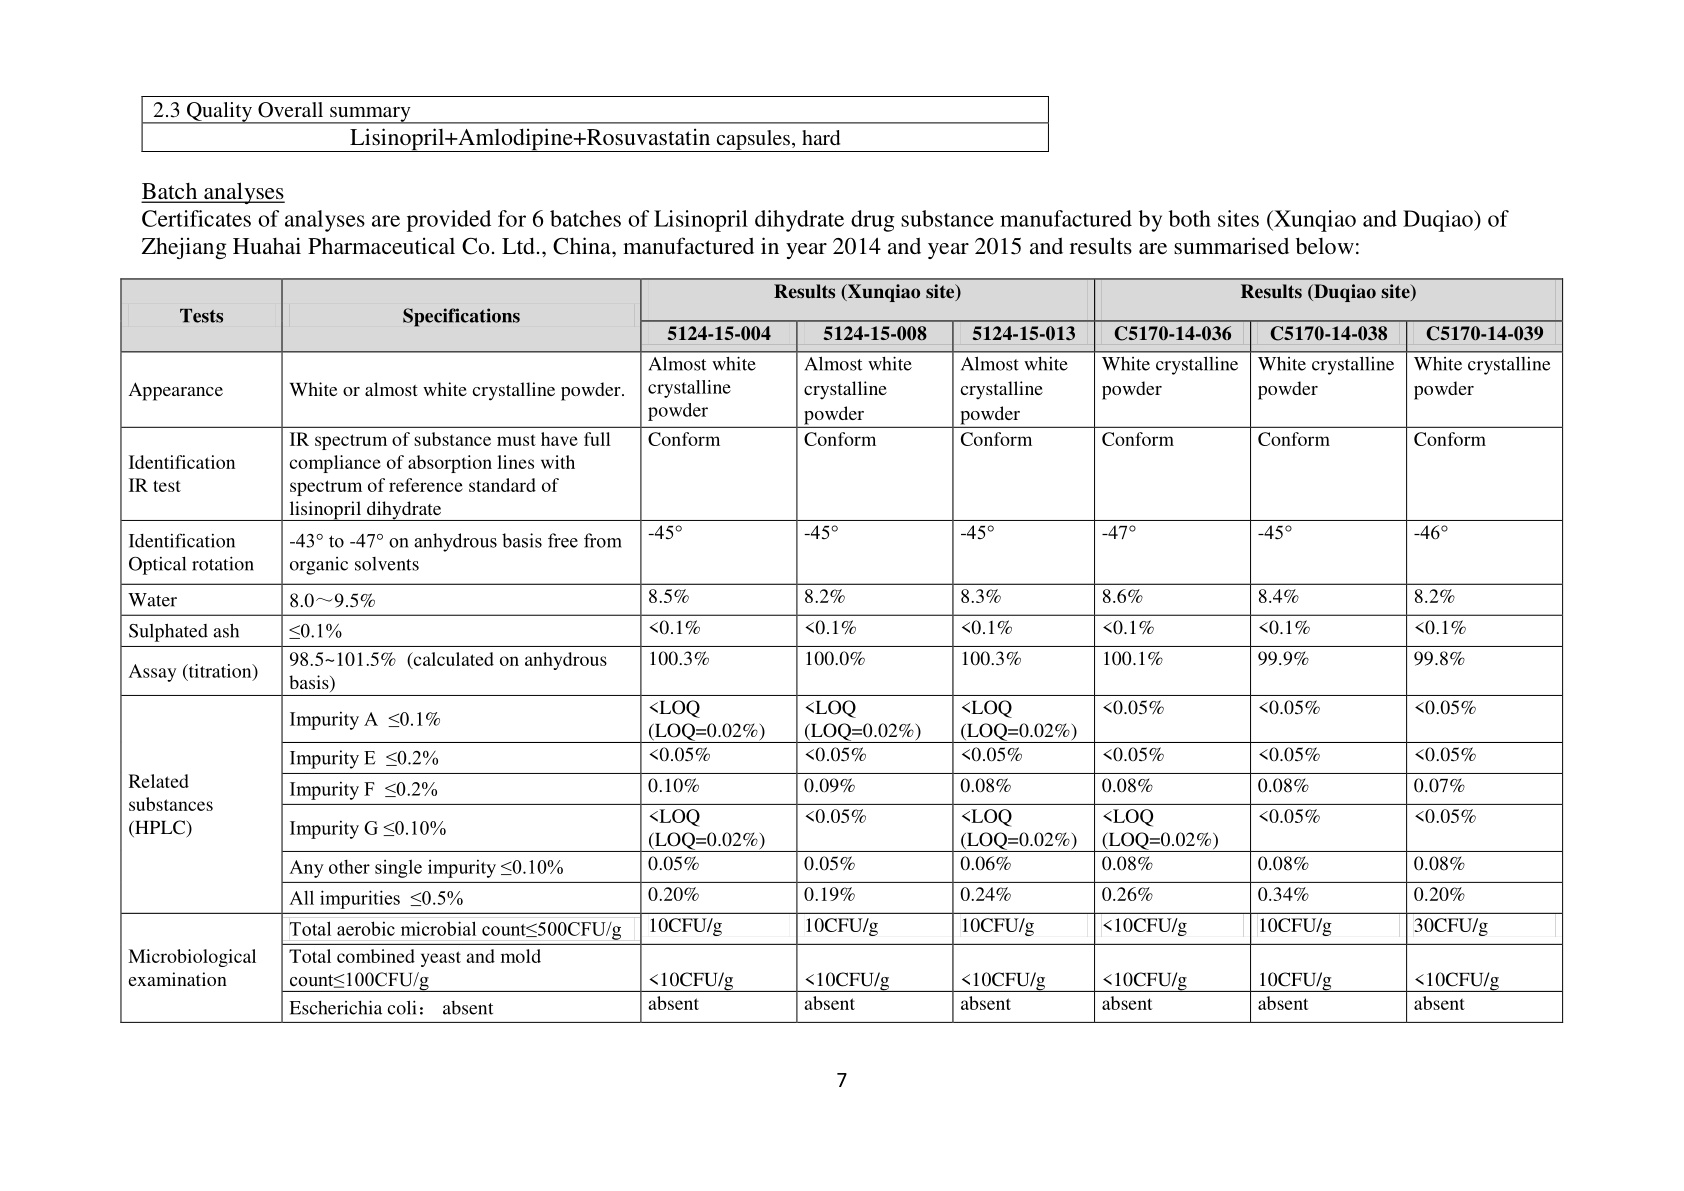 2.3 Quality Overall summary
Lisinopril+Amlodipine+Rosuvastatin capsules, hard
Batch analyses
Certificates of analyses are provided for 6 batches of Lisinopril dihydrate drug substance manufactured by both sites (Xunqiao and Duqiao) of
Zhejiang Huahai Pharmaceutical Co. Ltd., China, manufactured in year 2014 and year 2015 and results are summarised below:
Tests Specifications Results (Xunqiao site) Results (Duqiao site)
5124-15-004 5124-15-008 5124-15-013 C5170-14-036 C5170-14-038 C5170-14-039
Appearance
White or almost white crystalline powder.
Almost white
crystalline
powder
Almost white
crystalline
powder
Almost white
crystalline
powder
White crystalline
powder
White crystalline
powder
White crystalline
powder
Identification
IR test
IR spectrum of substance must have full
compliance of absorption lines with
spectrum of reference standard of
lisinopril dihydrate
Conform Conform Conform Conform Conform Conform
Identification
Optical rotation
-43° to -47° on anhydrous basis free from
organic solvents
-45° -45° -45° -47° -45° -46°
Water 8.0～9.5% 8.5% 8.2% 8.3% 8.6% 8.4% 8.2%
Sulphated ash ≤0.1% <0.1% <0.1% <0.1% <0.1% <0.1% <0.1%
Assay (titration)
98.5~101.5% (calculated on anhydrous
basis)
100.3% 100.0% 100.3% 100.1% 99.9% 99.8%
Related
substances
(HPLC)
Impurity A ≤0.1%
<LOQ
(LOQ=0.02%)
<LOQ
(LOQ=0.02%)
<LOQ
(LOQ=0.02%)
<0.05% <0.05% <0.05%
Impurity E ≤0.2% <0.05% <0.05% <0.05% <0.05% <0.05% <0.05%
Impurity F ≤0.2% 0.10% 0.09% 0.08% 0.08% 0.08% 0.07%
Impurity G ≤0.10%
<LOQ
(LOQ=0.02%)
<0.05%
<LOQ
(LOQ=0.02%)
<LOQ
(LOQ=0.02%)
<0.05% <0.05%
Any other single impurity ≤0.10% 0.05% 0.05% 0.06% 0.08% 0.08% 0.08%
All impurities ≤0.5% 0.20% 0.19% 0.24% 0.26% 0.34% 0.20%
Microbiological
examination
Total aerobic microbial count≤500CFU/g 10CFU/g 10CFU/g 10CFU/g <10CFU/g 10CFU/g 30CFU/g
Total combined yeast and mold
count≤100CFU/g <10CFU/g <10CFU/g <10CFU/g <10CFU/g 10CFU/g <10CFU/g
Escherichia coli： absent absent absent absent absent absent absent
7